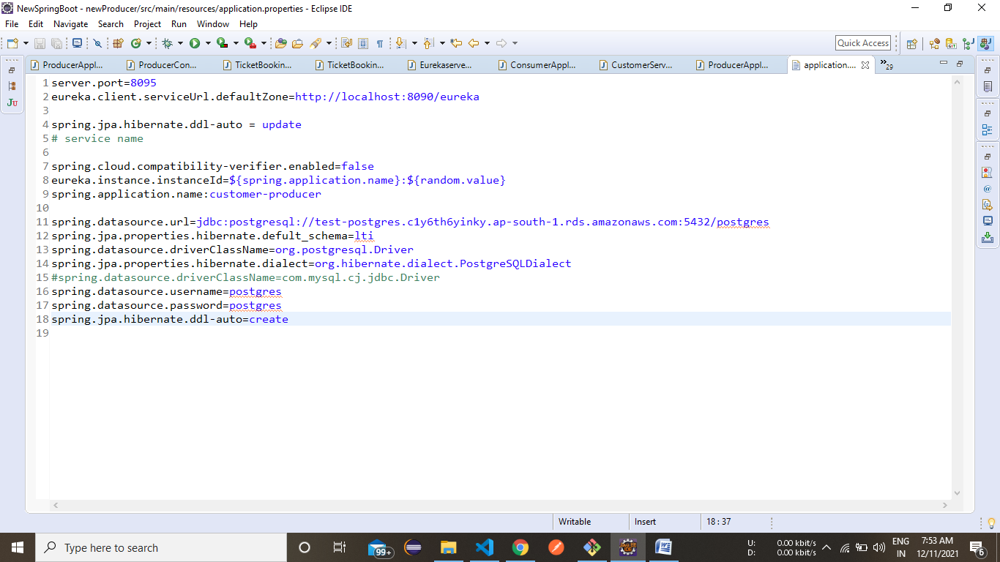 NewSpringBoot - newProducer/src/main/resources/application.properties - Eclipse IDE
File Edit Navigate Search Project Run Window Help
Quick Access
ProducerAppl... ProducerCon... TicketBookin... TicketBookin... Eurekaserve... ConsumerAppl... CustomerServ... ProducerAppl... application.... »29
1 server.port=8095
2 eureka.client.serviceUrl.defaultZone=http://localhost:8090/eureka
3
4 spring.jpa.hibernate.ddl-auto = update
5 # service name
6
7 spring.cloud.compatibility-verifier.enabled=false
8 eureka.instance.instanceId=${spring.application.name}:${random.value}
9 spring.application.name:customer-producer
10
11 spring.datasource.url=jdbc:postgresql://test-postgres.c1y6th6yinky.ap-south-1.rds.amazonaws.com:5432/postgres
12 spring.jpa.properties.hibernate.defult_schema=lti
13 spring.datasource.driverClassName=org.postgresql.Driver
14 spring.jpa.properties.hibernate.dialect=org.hibernate.dialect.PostgreSQLDialect
15 #spring.datasource.driverClassName=com.mysql.cj.jdbc.Driver
16 spring.datasource.username=postgres
17 spring.datasource.password=postgres
18 spring.jpa.hibernate.ddl-auto=create
19
Writable Insert 18 : 37
Type here to search
99+
U: 0.00 kbit/s
D: 0.00 kbit/s
ENG
IN
7:53 AM
12/11/2021
6